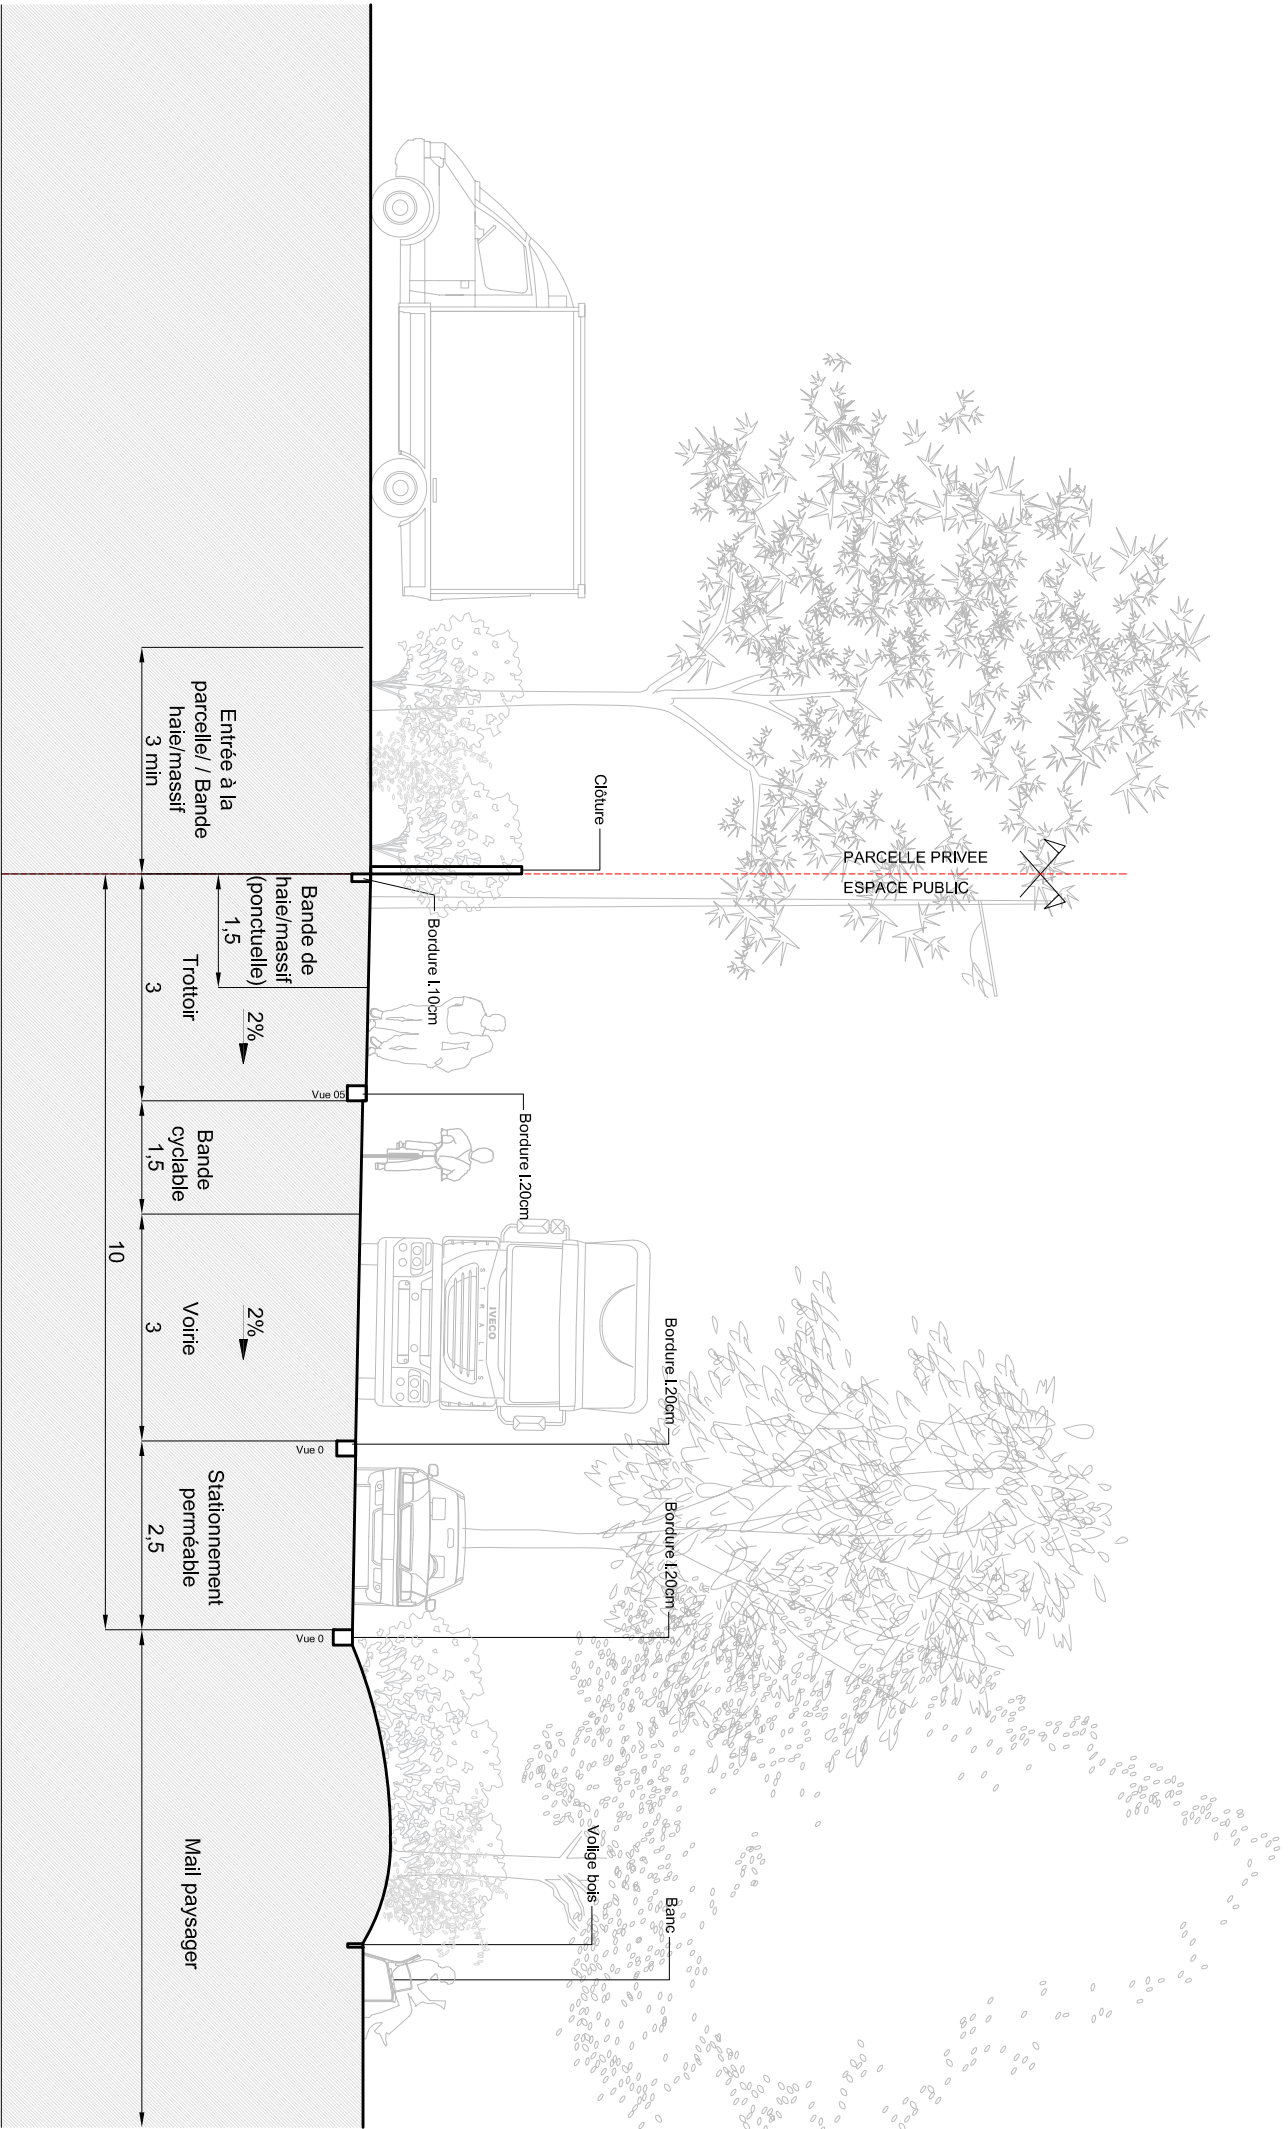 PARCELLE PRIVEE
ESPACE PUBLIC
Clôture
Bordure l.10cm
Bordure l.20cm
Bordure l.20cm
Bordure l.20cm
Volige bois
Banc
IVECO
STRALIS
Vue 05
Vue 0
Vue 0
2%
2%
Entrée à la
parcelle/ / Bande
haie/massif
3 min
Bande de
haie/massif
(ponctuelle)
1,5
Trottoir
3
Bande
cyclable
1,5
Voirie
3
Stationnement
perméable
2,5
Mail paysager
10